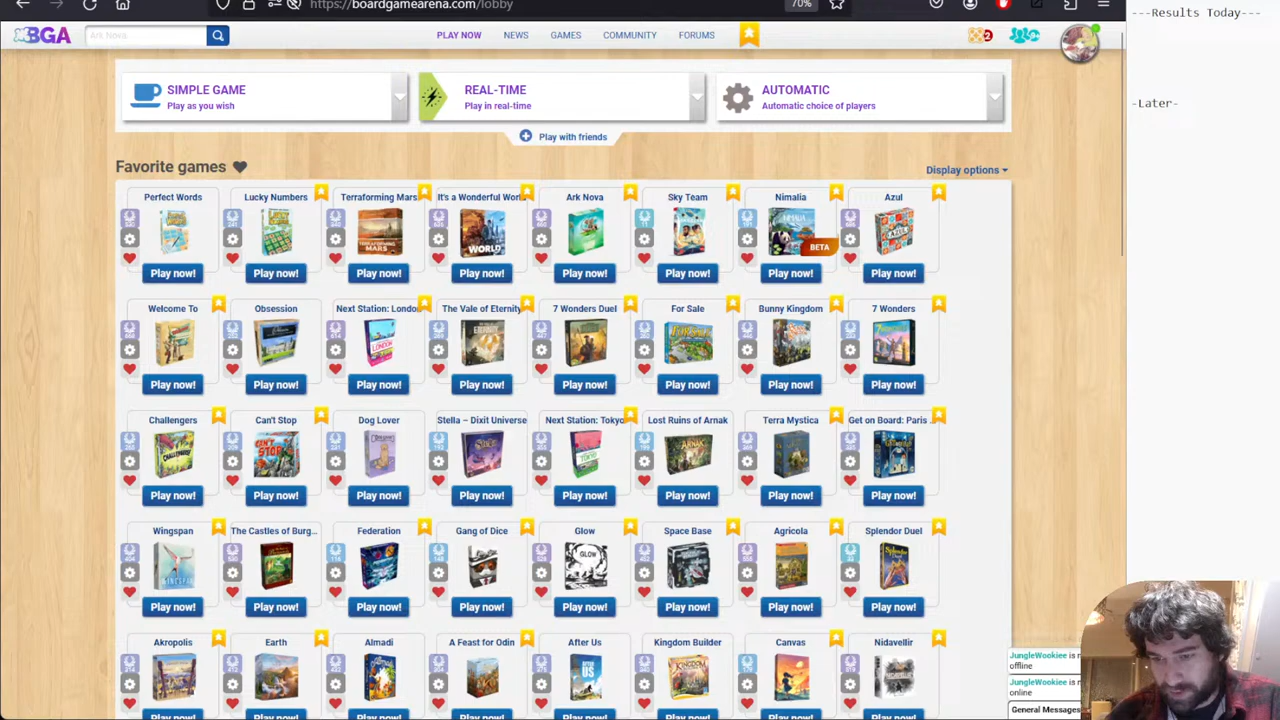 https://boardgamearena.com/lobby
70%
---Results Today---
BGA
Ark Nova...
PLAY NOW
NEWS
GAMES
COMMUNITY
FORUMS
2
SIMPLE GAME
Play as you wish
REAL-TIME
Play in real-time
AUTOMATIC
Automatic choice of players
-Later-
Play with friends
Favorite games
Display options
Perfect Words
Lucky Numbers
Terraforming Mars
It's a Wonderful Worl
Ark Nova
Sky Team
Nimalia
Azul
BETA
Play now!
Play now!
Play now!
Play now!
Play now!
Play now!
Play now!
Play now!
Welcome To
Obsession
Next Station: London
The Vale of Eternity
7 Wonders Duel
For Sale
Bunny Kingdom
7 Wonders
Play now!
Play now!
Play now!
Play now!
Play now!
Play now!
Play now!
Play now!
Challengers
Can't Stop
Dog Lover
Stella – Dixit Universe
Next Station: Tokyo
Lost Ruins of Arnak
Terra Mystica
Get on Board: Paris ...
Play now!
Play now!
Play now!
Play now!
Play now!
Play now!
Play now!
Play now!
Wingspan
The Castles of Burg...
Federation
Gang of Dice
Glow
Space Base
Agricola
Splendor Duel
Play now!
Play now!
Play now!
Play now!
Play now!
Play now!
Play now!
Play now!
Akropolis
Earth
Almadi
A Feast for Odin
After Us
Kingdom Builder
Canvas
Nidavellir
JungleWookiee is n
offline
JungleWookiee is n
online
General Messages